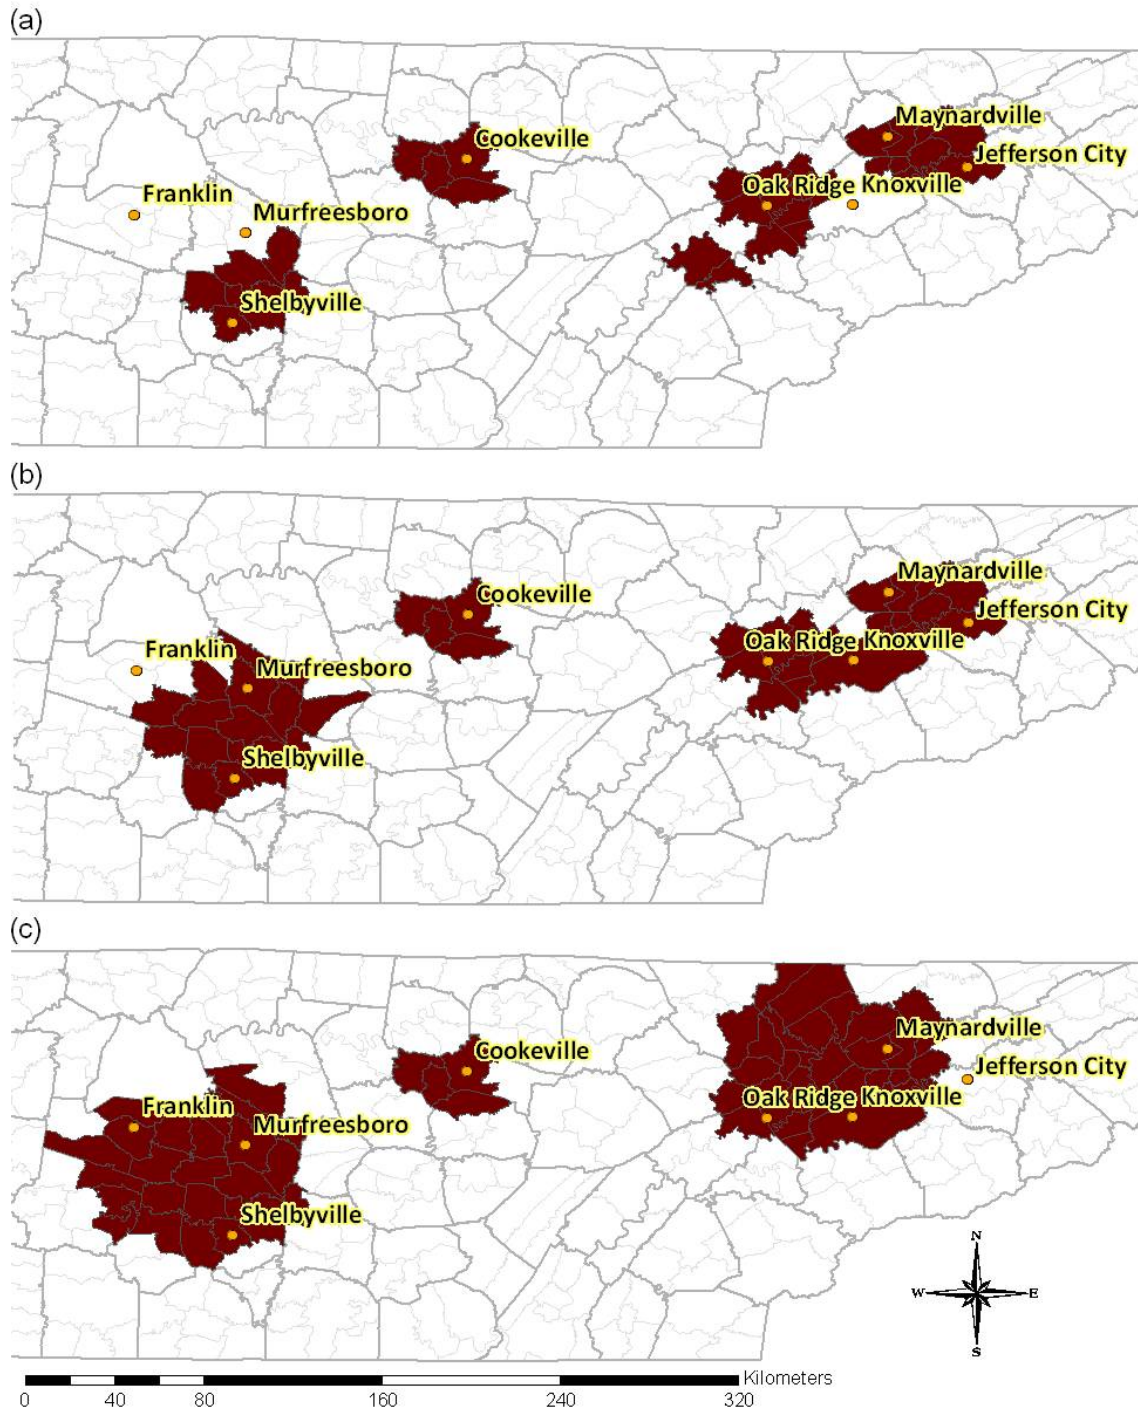 (a)
Maynardville
Cookeville
Jefferson City
Oak Ridge Knoxville
Franklin
Murfreesboro
Shelbyville
(b)
Maynardville
Cookeville
Jefferson City
Oak Ridge Knoxville
Franklin
Murfreesboro
Shelbyville
(c)
Maynardville
Cookeville
Jefferson City
Oak Ridge Knoxville
Franklin
Murfreesboro
Shelbyville
N
W E
S
Kilometers
0 40 80 160 240 320